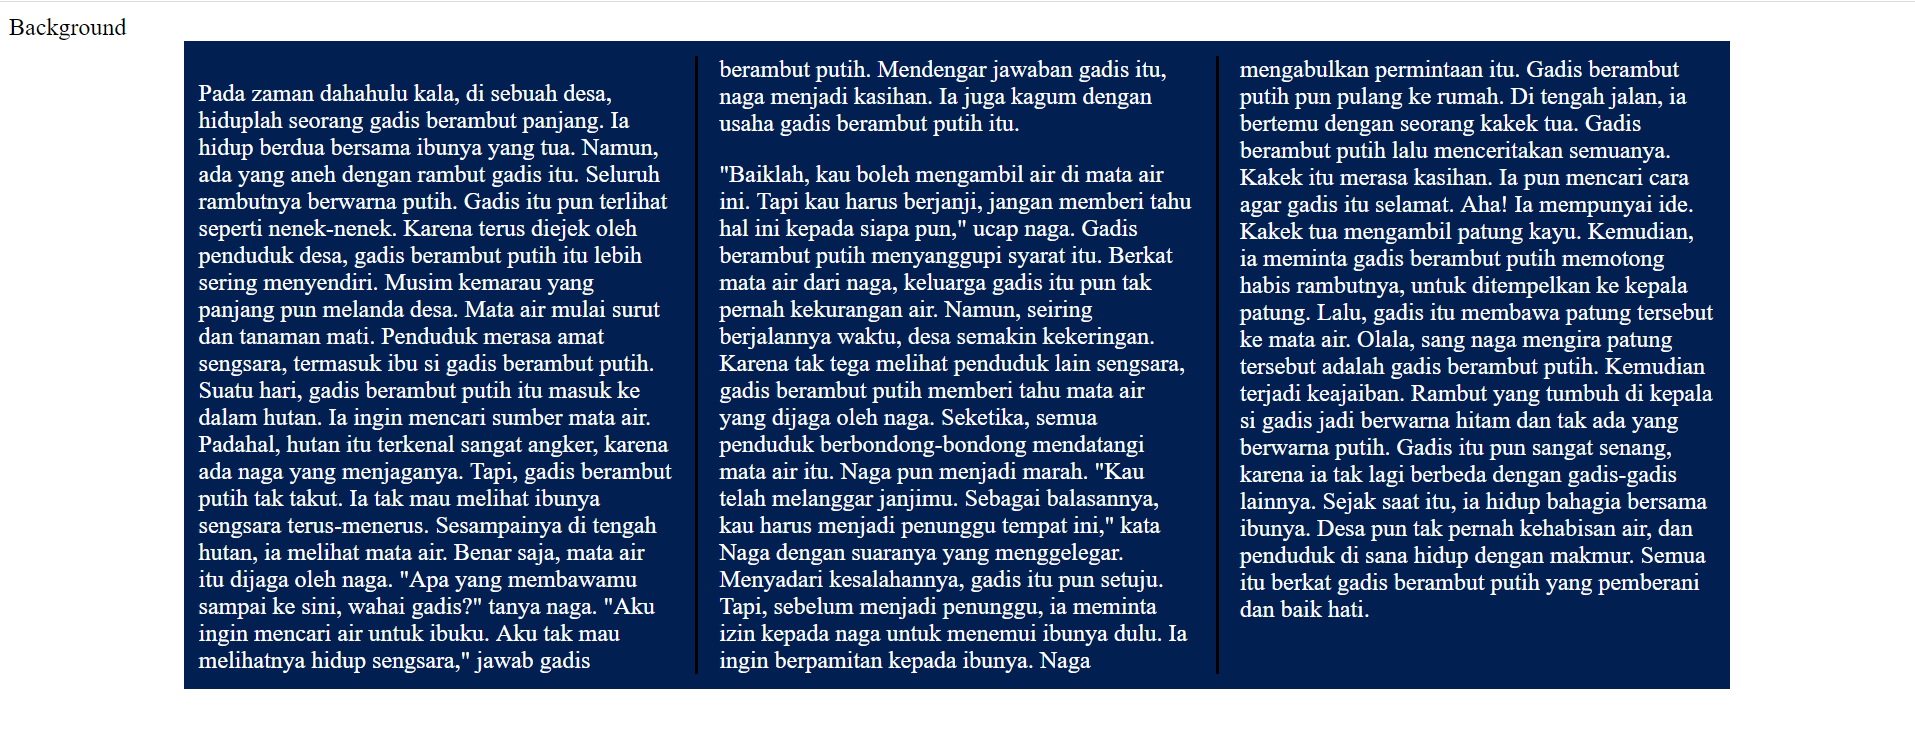 Background
Pada zaman dahahulu kala, di sebuah desa,
hiduplah seorang gadis berambut panjang. Ia
hidup berdua bersama ibunya yang tua. Namun,
ada yang aneh dengan rambut gadis itu. Seluruh
rambutnya berwarna putih. Gadis itu pun terlihat
seperti nenek-nenek. Karena terus diejek oleh
penduduk desa, gadis berambut putih itu lebih
sering menyendiri. Musim kemarau yang
panjang pun melanda desa. Mata air mulai surut
dan tanaman mati. Penduduk merasa amat
sengsara, termasuk ibu si gadis berambut putih.
Suatu hari, gadis berambut putih itu masuk ke
dalam hutan. Ia ingin mencari sumber mata air.
Padahal, hutan itu terkenal sangat angker, karena
ada naga yang menjaganya. Tapi, gadis berambut
putih tak takut. Ia tak mau melihat ibunya
sengsara terus-menerus. Sesampainya di tengah
hutan, ia melihat mata air. Benar saja, mata air
itu dijaga oleh naga. "Apa yang membawamu
sampai ke sini, wahai gadis?" tanya naga. "Aku
ingin mencari air untuk ibuku. Aku tak mau
melihatnya hidup sengsara," jawab gadis
berambut putih. Mendengar jawaban gadis itu,
naga menjadi kasihan. Ia juga kagum dengan
usaha gadis berambut putih itu.
"Baiklah, kau boleh mengambil air di mata air
ini. Tapi kau harus berjanji, jangan memberi tahu
hal ini kepada siapa pun," ucap naga. Gadis
berambut putih menyanggupi syarat itu. Berkat
mata air dari naga, keluarga gadis itu pun tak
pernah kekurangan air. Namun, seiring
berjalannya waktu, desa semakin kekeringan.
Karena tak tega melihat penduduk lain sengsara,
gadis berambut putih memberi tahu mata air
yang dijaga oleh naga. Seketika, semua
penduduk berbondong-bondong mendatangi
mata air itu. Naga pun menjadi marah. "Kau
telah melanggar janjimu. Sebagai balasannya,
kau harus menjadi penunggu tempat ini," kata
Naga dengan suaranya yang menggelegar.
Menyadari kesalahannya, gadis itu pun setuju.
Tapi, sebelum menjadi penunggu, ia meminta
izin kepada naga untuk menemui ibunya dulu. Ia
ingin berpamitan kepada ibunya. Naga
mengabulkan permintaan itu. Gadis berambut
putih pun pulang ke rumah. Di tengah jalan, ia
bertemu dengan seorang kakek tua. Gadis
berambut putih lalu menceritakan semuanya.
Kakek itu merasa kasihan. Ia pun mencari cara
agar gadis itu selamat. Aha! Ia mempunyai ide.
Kakek tua mengambil patung kayu. Kemudian,
ia meminta gadis berambut putih memotong
habis rambutnya, untuk ditempelkan ke kepala
patung. Lalu, gadis itu membawa patung tersebut
ke mata air. Olala, sang naga mengira patung
tersebut adalah gadis berambut putih. Kemudian
terjadi keajaiban. Rambut yang tumbuh di kepala
si gadis jadi berwarna hitam dan tak ada yang
berwarna putih. Gadis itu pun sangat senang,
karena ia tak lagi berbeda dengan gadis-gadis
lainnya. Sejak saat itu, ia hidup bahagia bersama
ibunya. Desa pun tak pernah kehabisan air, dan
penduduk di sana hidup dengan makmur. Semua
itu berkat gadis berambut putih yang pemberani
dan baik hati.